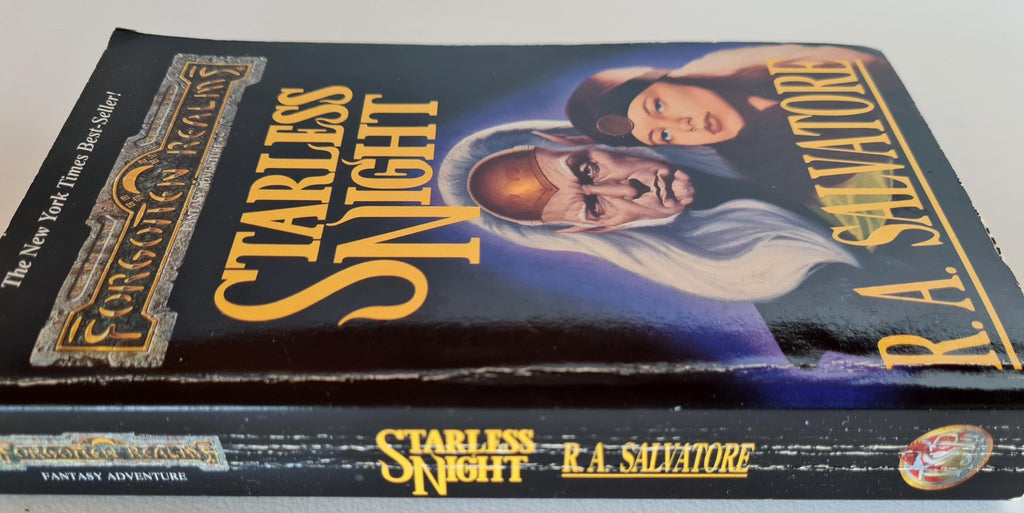 The New York Times Best-Seller!
FORGOTTEN REALMS
FANTASY ADVENTURE
STARLESS
NIGHT
R.A. SALVATORE
FORGOTTEN REALMS
FANTASY ADVENTURE
STARLESS
NIGHT
R.A. SALVATORE